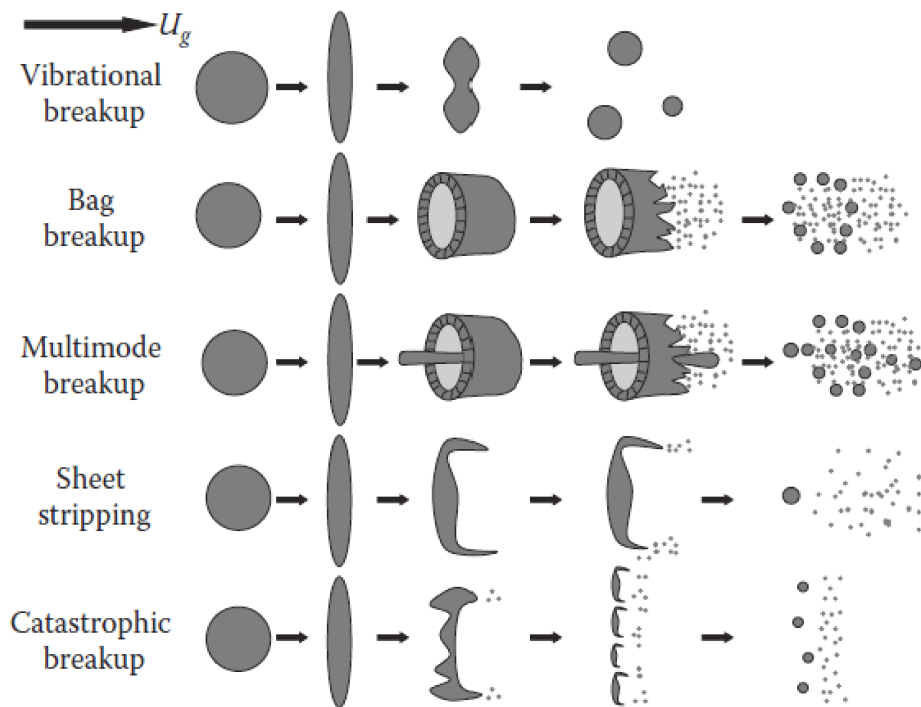 U_g
Vibrational
breakup
Bag
breakup
Multimode
breakup
Sheet
stripping
Catastrophic
breakup